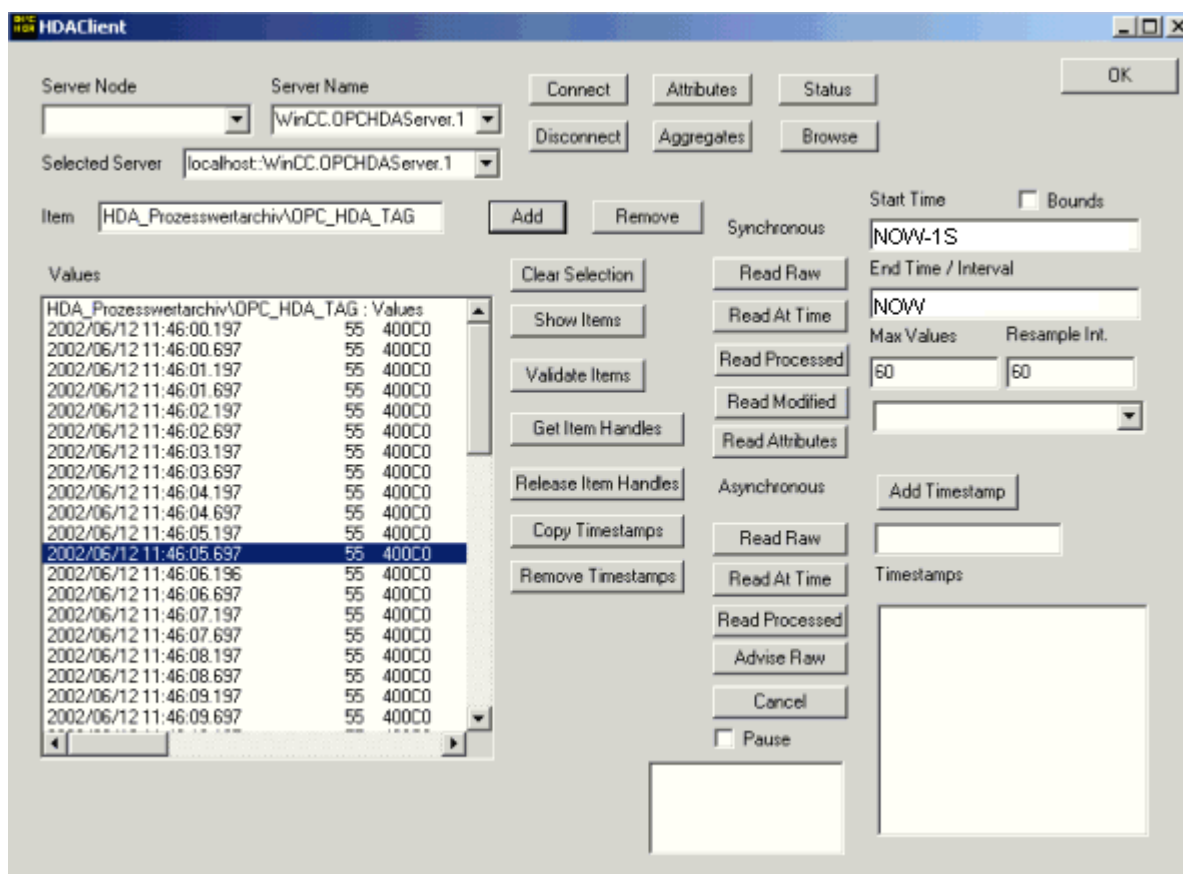 OPC HDA HDAClient
Server Node Server Name Connect Attributes Status OK
WinCC.OPCHDAServer.1
Disconnect Aggregates Browse
Selected Server localhost::WinCC.OPCHDAServer.1
Item HDA_Prozesswertarchiv\OPC_HDA_TAG Add Remove
Start Time Bounds
Synchronous
NOW-1S
Values Clear Selection Read Raw End Time / Interval
HDA_Prozesswertarchiv\OPC_HDA_TAG : Values
2002/06/12 11:46:00.197 55 400C0
2002/06/12 11:46:00.697 55 400C0
2002/06/12 11:46:01.197 55 400C0
2002/06/12 11:46:01.697 55 400C0
2002/06/12 11:46:02.197 55 400C0
2002/06/12 11:46:02.697 55 400C0
2002/06/12 11:46:03.197 55 400C0
2002/06/12 11:46:03.697 55 400C0
2002/06/12 11:46:04.197 55 400C0
2002/06/12 11:46:04.697 55 400C0
2002/06/12 11:46:05.197 55 400C0
2002/06/12 11:46:05.697 55 400C0
2002/06/12 11:46:06.196 55 400C0
2002/06/12 11:46:06.697 55 400C0
2002/06/12 11:46:07.197 55 400C0
2002/06/12 11:46:07.697 55 400C0
2002/06/12 11:46:08.197 55 400C0
2002/06/12 11:46:08.697 55 400C0
2002/06/12 11:46:09.197 55 400C0
2002/06/12 11:46:09.697 55 400C0
Show Items
Validate Items
Get Item Handles
Release Item Handles
Copy Timestamps
Remove Timestamps
Read At Time
Read Processed
Read Modified
Read Attributes
Asynchronous
Read Raw
Read At Time
Read Processed
Advise Raw
Cancel
Pause
NOW
Max Values Resample Int.
60 60
Add Timestamp
Timestamps